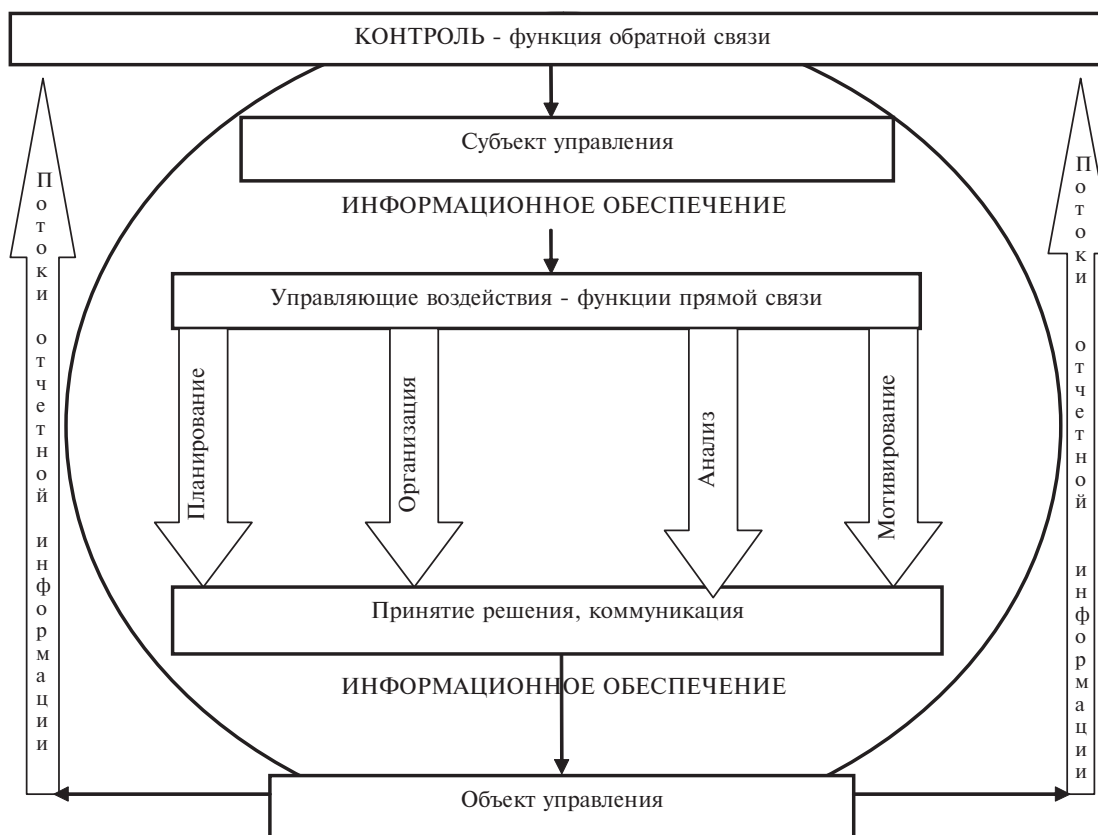 КОНТРОЛЬ - функция обратной связи
Субъект управления
ИНФОРМАЦИОННОЕ ОБЕСПЕЧЕНИЕ
Управляющие воздействия - функции прямой связи
Потоки отчетной информации
Планирование
Организация
Анализ
Мотивирование
Потоки отчетной информации
Принятие решения, коммуникация
ИНФОРМАЦИОННОЕ ОБЕСПЕЧЕНИЕ
Объект управления